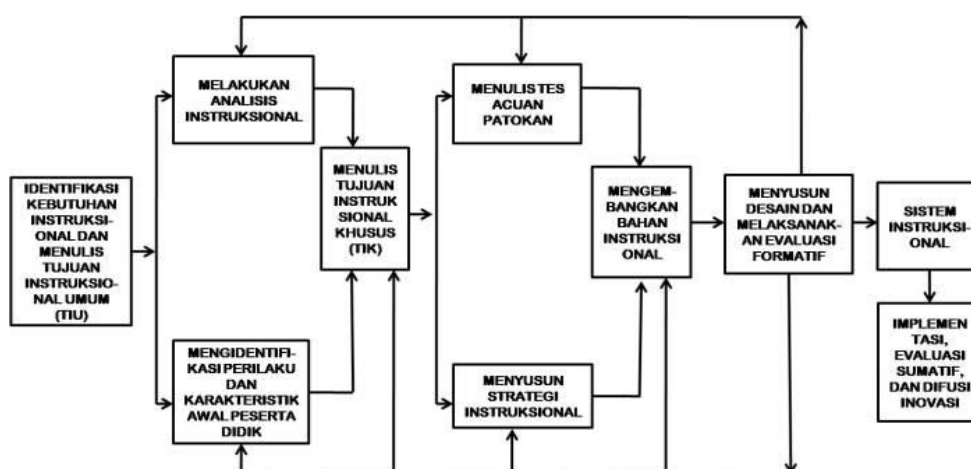 IDENTIFIKASI
KEBUTUHAN
INSTRUKSI-
ONAL DAN
MENULIS
TUJUAN
INSTRUKSIO-
NAL UMUM
(TIU)
MELAKUKAN
ANALISIS
INSTRUKSIONAL
MENGIDENTIFI-
KASI PERILAKU
DAN
KARAKTERISTIK
AWAL PESERTA
DIDIK
MENULIS
TUJUAN
INSTRUK
SIONAL
KHUSUS
(TIK)
MENULIS TES
ACUAN
PATOKAN
MENYUSUN
STRATEGI
INSTRUKSIONAL
MENGEM-
BANGKAN
BAHAN
INSTRUKSI
ONAL
MENYUSUN
DESAIN DAN
MELAKSANAK-
AN EVALUASI
FORMATIF
SISTEM
INSTRUKSI-
ONAL
IMPLEMEN
TASI,
EVALUASI
SUMATIF,
DAN DIFUSI
INOVASI